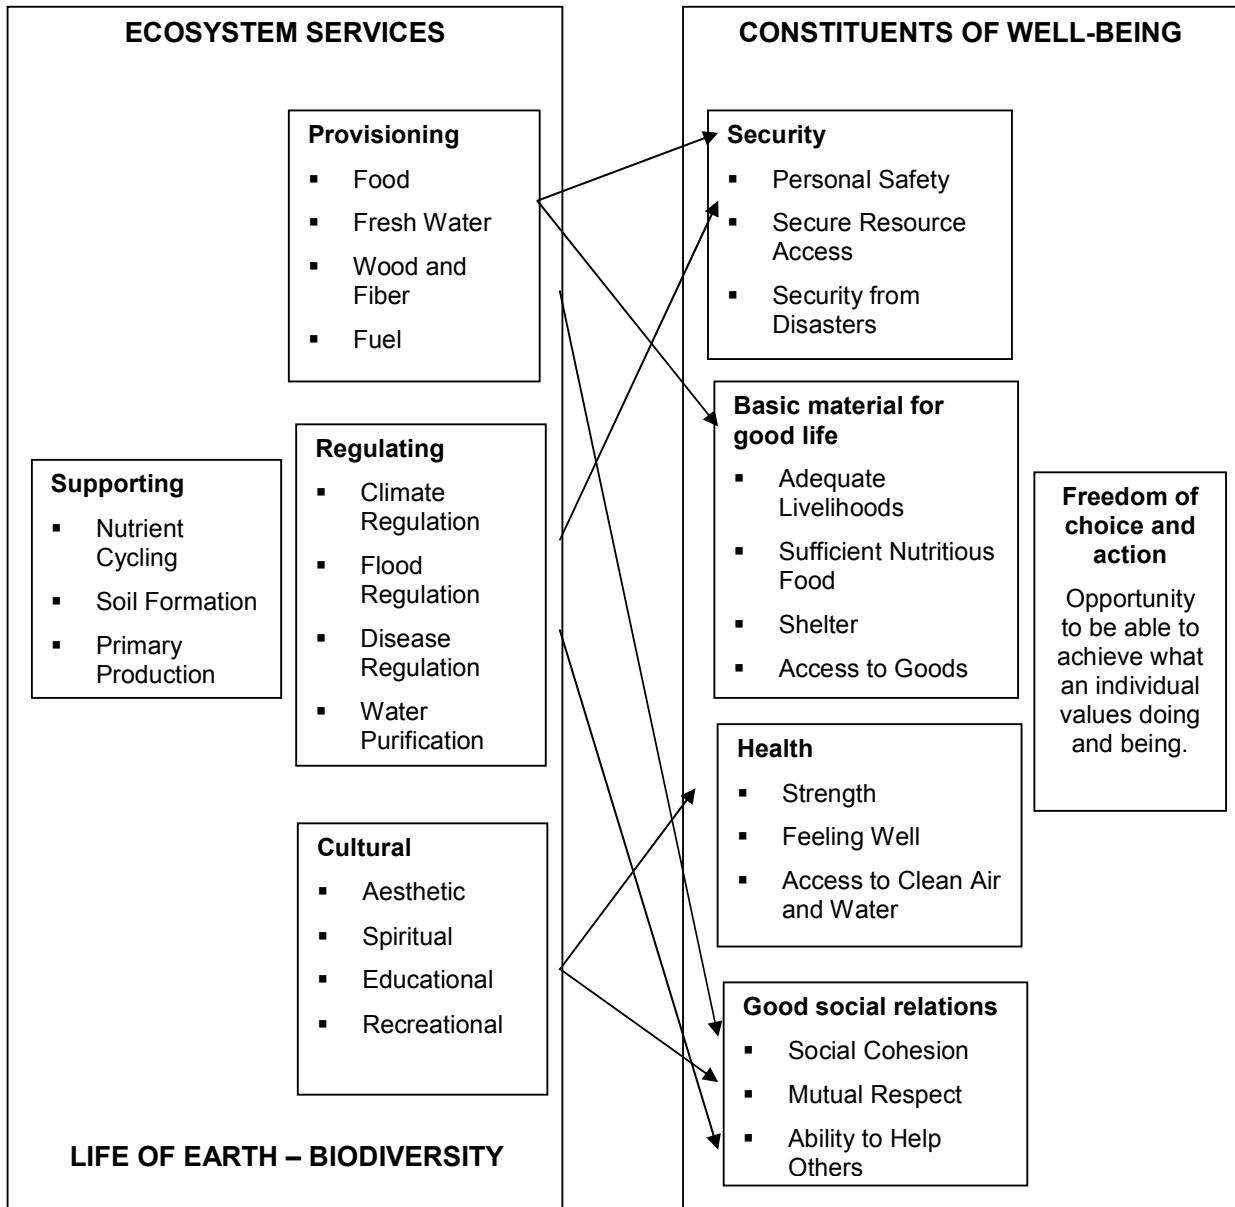 ECOSYSTEM SERVICES
Provisioning
▪ Food
▪ Fresh Water
▪ Wood and
Fiber
▪ Fuel
Supporting
▪ Nutrient
Cycling
▪ Soil Formation
▪ Primary
Production
Regulating
▪ Climate
Regulation
▪ Flood
Regulation
▪ Disease
Regulation
▪ Water
Purification
Cultural
▪ Aesthetic
▪ Spiritual
▪ Educational
▪ Recreational
LIFE OF EARTH – BIODIVERSITY
CONSTITUENTS OF WELL-BEING
Security
▪ Personal Safety
▪ Secure Resource
Access
▪ Security from
Disasters
Basic material for
good life
▪ Adequate
Livelihoods
▪ Sufficient Nutritious
Food
▪ Shelter
▪ Access to Goods
Health
▪ Strength
▪ Feeling Well
▪ Access to Clean Air
and Water
Good social relations
▪ Social Cohesion
▪ Mutual Respect
▪ Ability to Help
Others
Freedom of
choice and
action
Opportunity
to be able to
achieve what
an individual
values doing
and being.